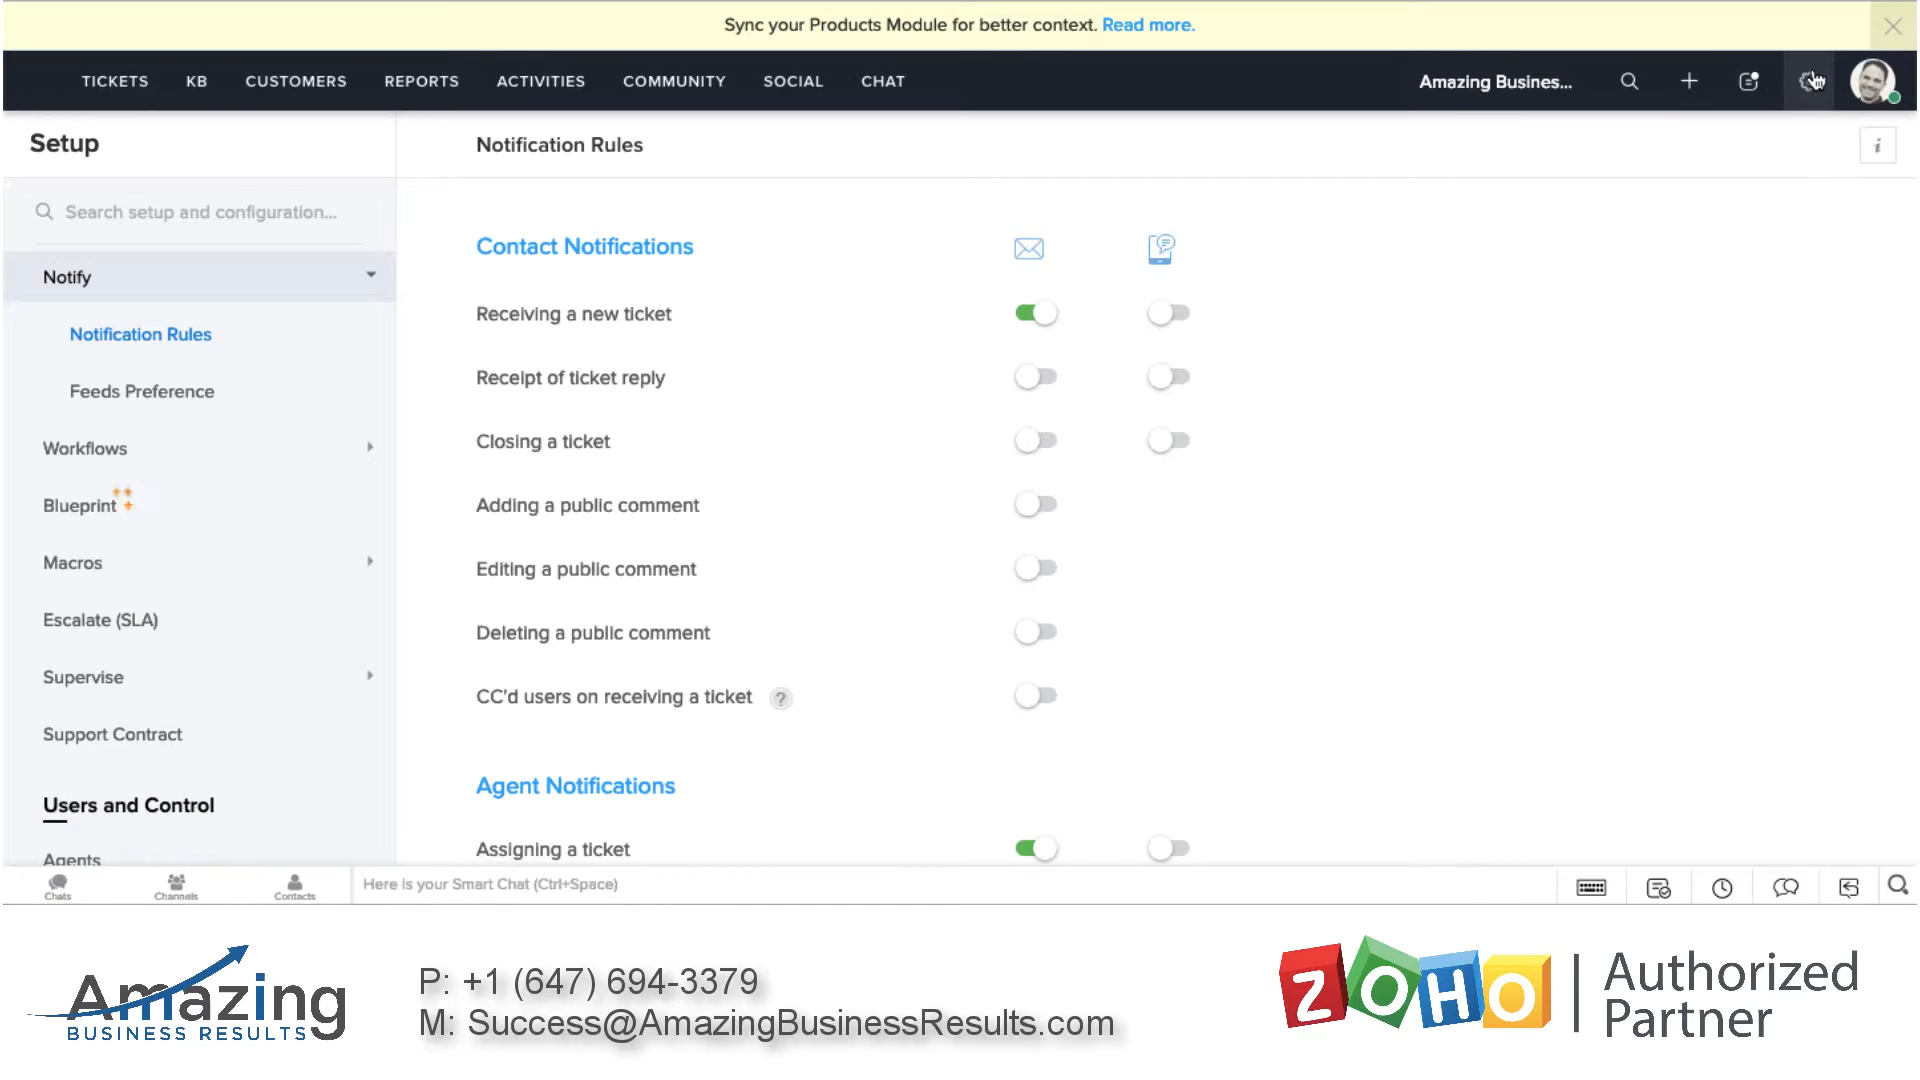 Sync your Products Module for better context. Read more.
TICKETS KB CUSTOMERS REPORTS ACTIVITIES COMMUNITY SOCIAL CHAT Amazing Busines...
Setup
Notification Rules
i
Search setup and configuration...
Notify
Notification Rules
Feeds Preference
Workflows
Blueprint
Macros
Escalate (SLA)
Supervise
Support Contract
Users and Control
Agents
Contact Notifications
Receiving a new ticket
Receipt of ticket reply
Closing a ticket
Adding a public comment
Editing a public comment
Deleting a public comment
CC'd users on receiving a ticket ?
Agent Notifications
Assigning a ticket
Chats Channels Contacts Here is your Smart Chat (Ctrl+Space)
Amazing
BUSINESS RESULTS
P: +1 (647) 694-3379
M: Success@AmazingBusinessResults.com
ZOHO
Authorized
Partner